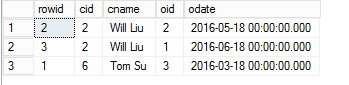 rowid cid cname oid odate
1 2 2 Will Liu 2 2016-05-18 00:00:00.000
2 3 2 Will Liu 1 2016-06-18 00:00:00.000
3 1 6 Tom Su 3 2016-03-18 00:00:00.000